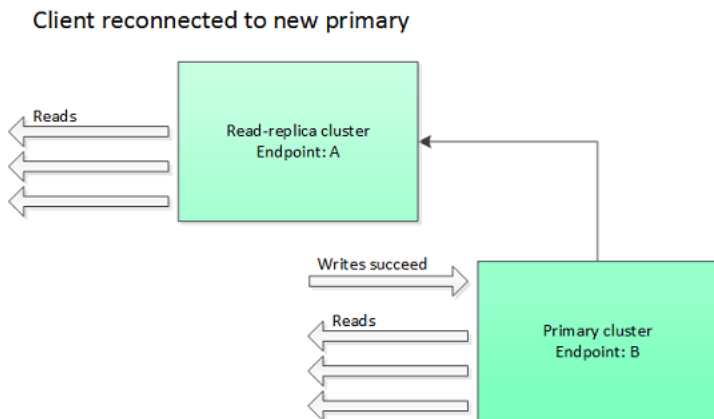 Client reconnected to new primary
Reads
Read-replica cluster
Endpoint: A
Writes succeed
Reads
Primary cluster
Endpoint: B